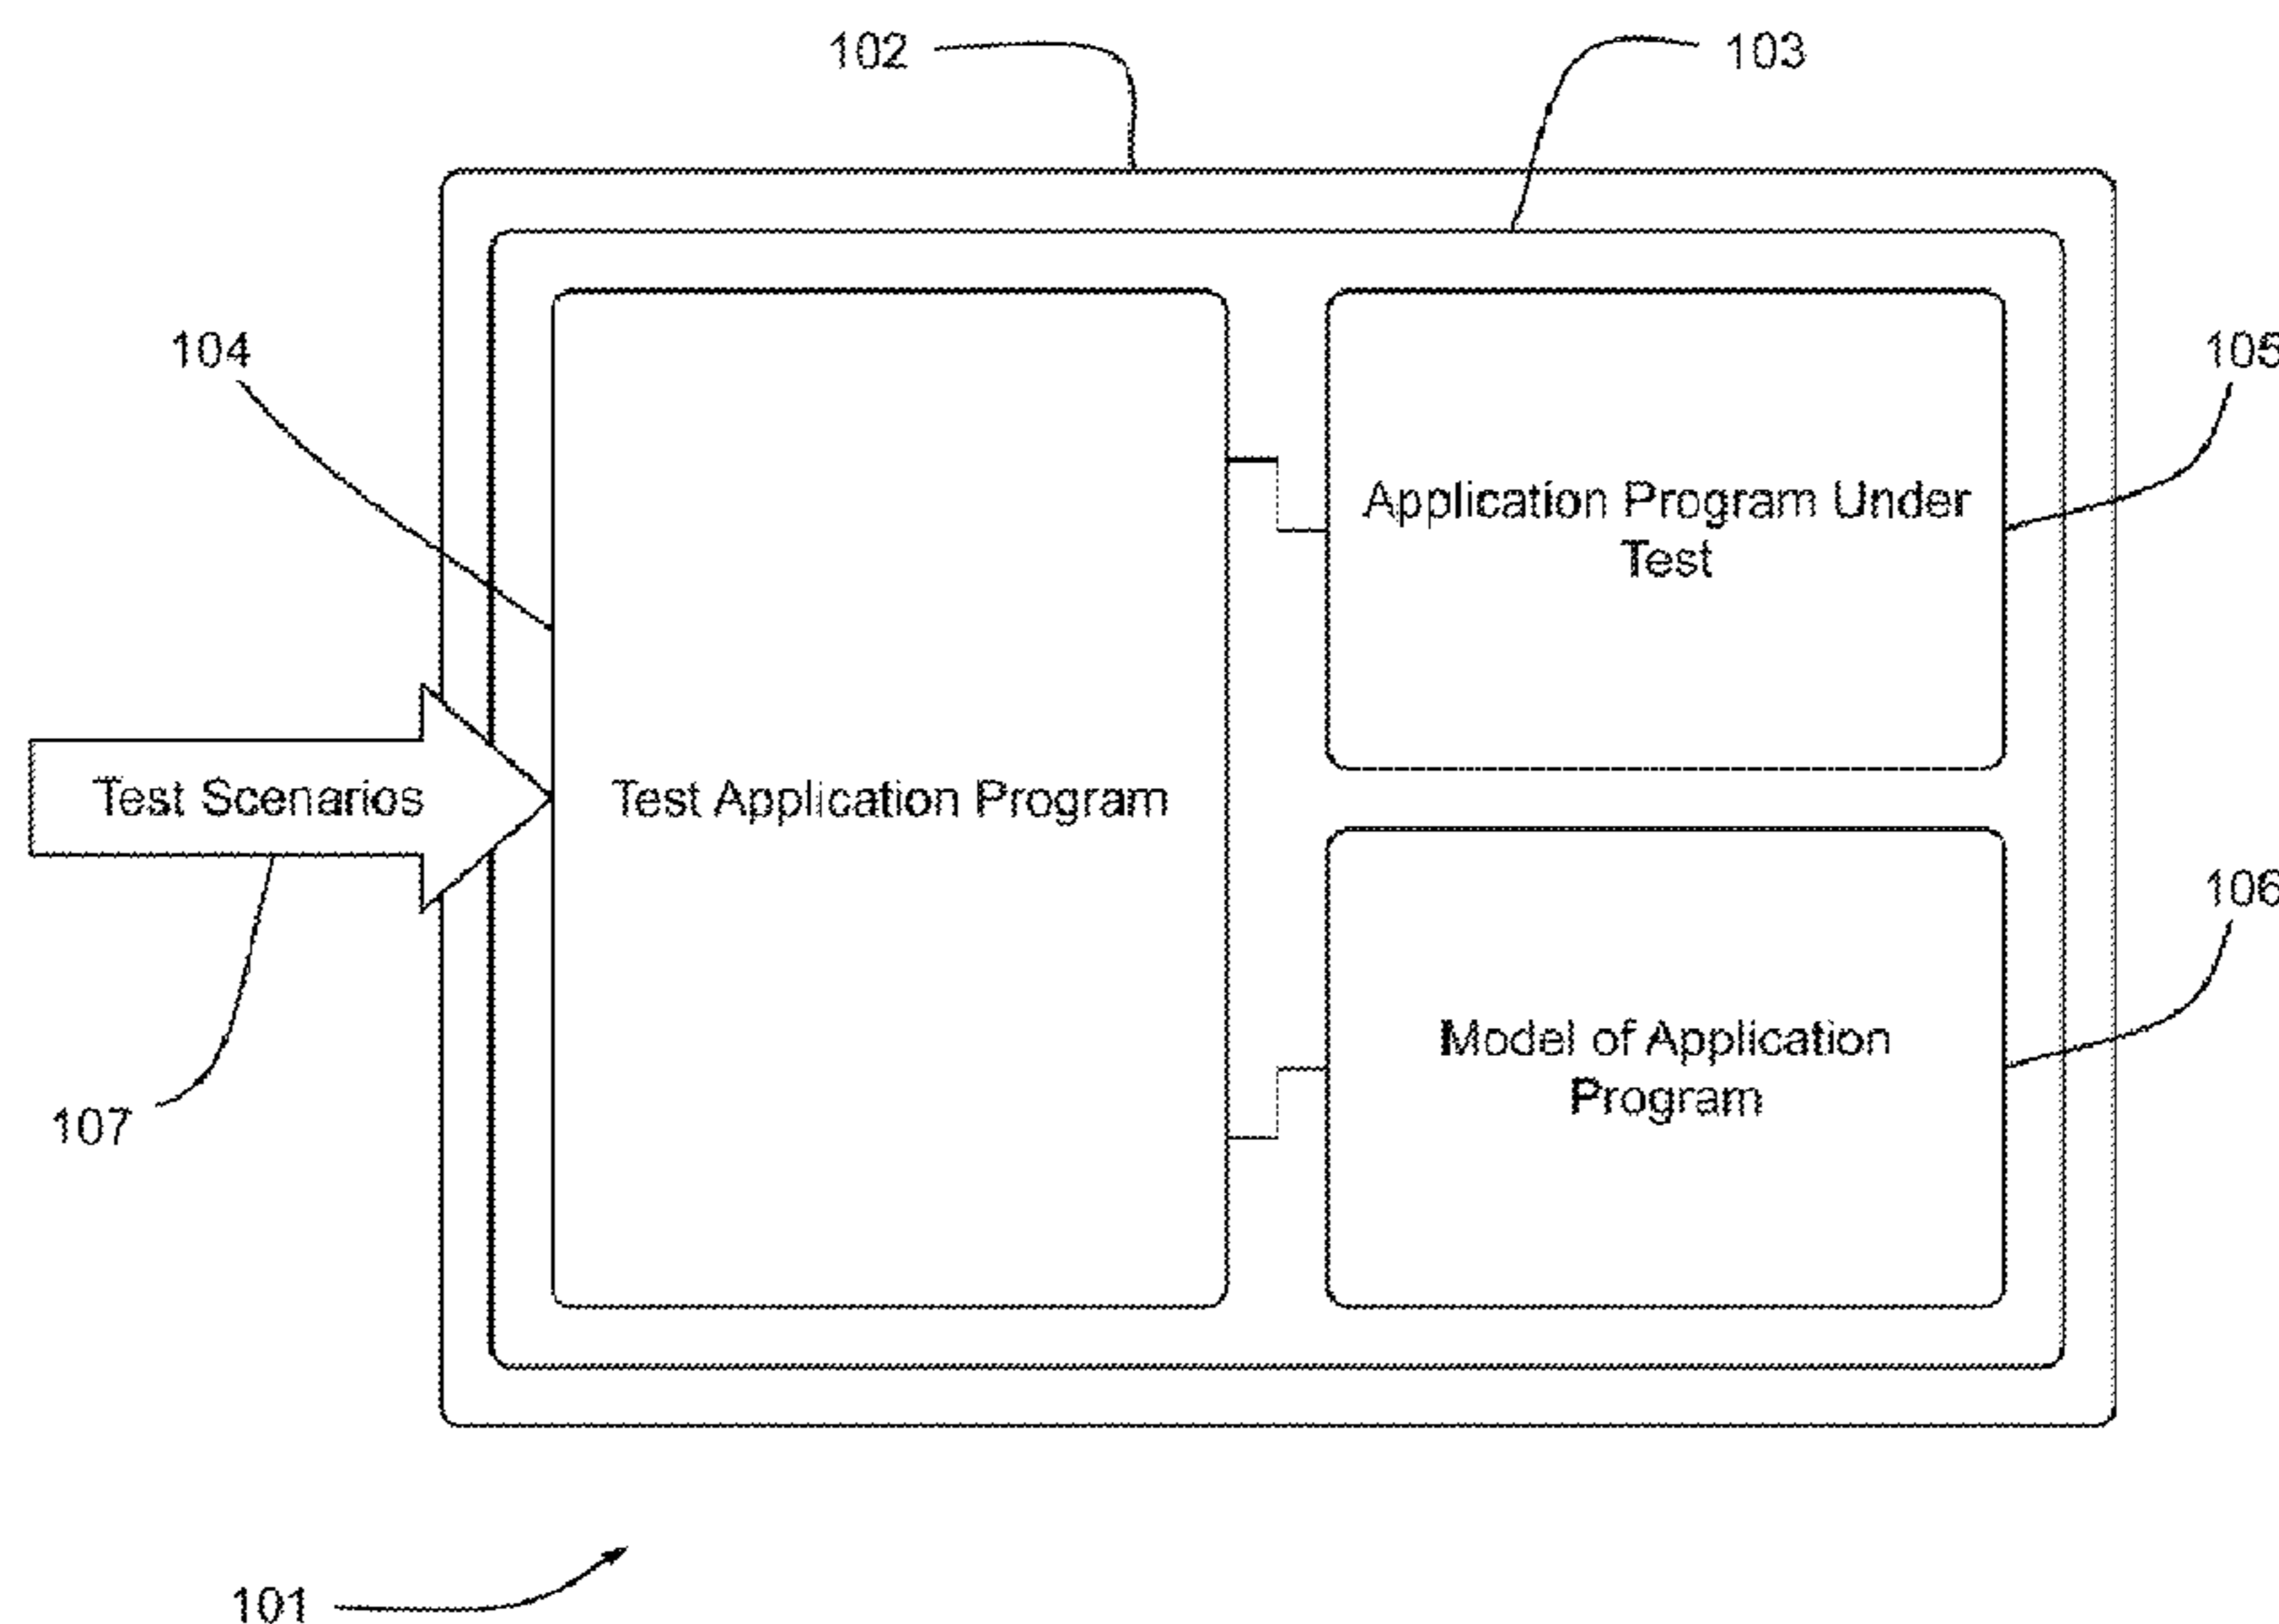 102
103
104
105
Application Program Under
Test
Test Scenarios
Test Application Program
106
Model of Application
Program
107
101